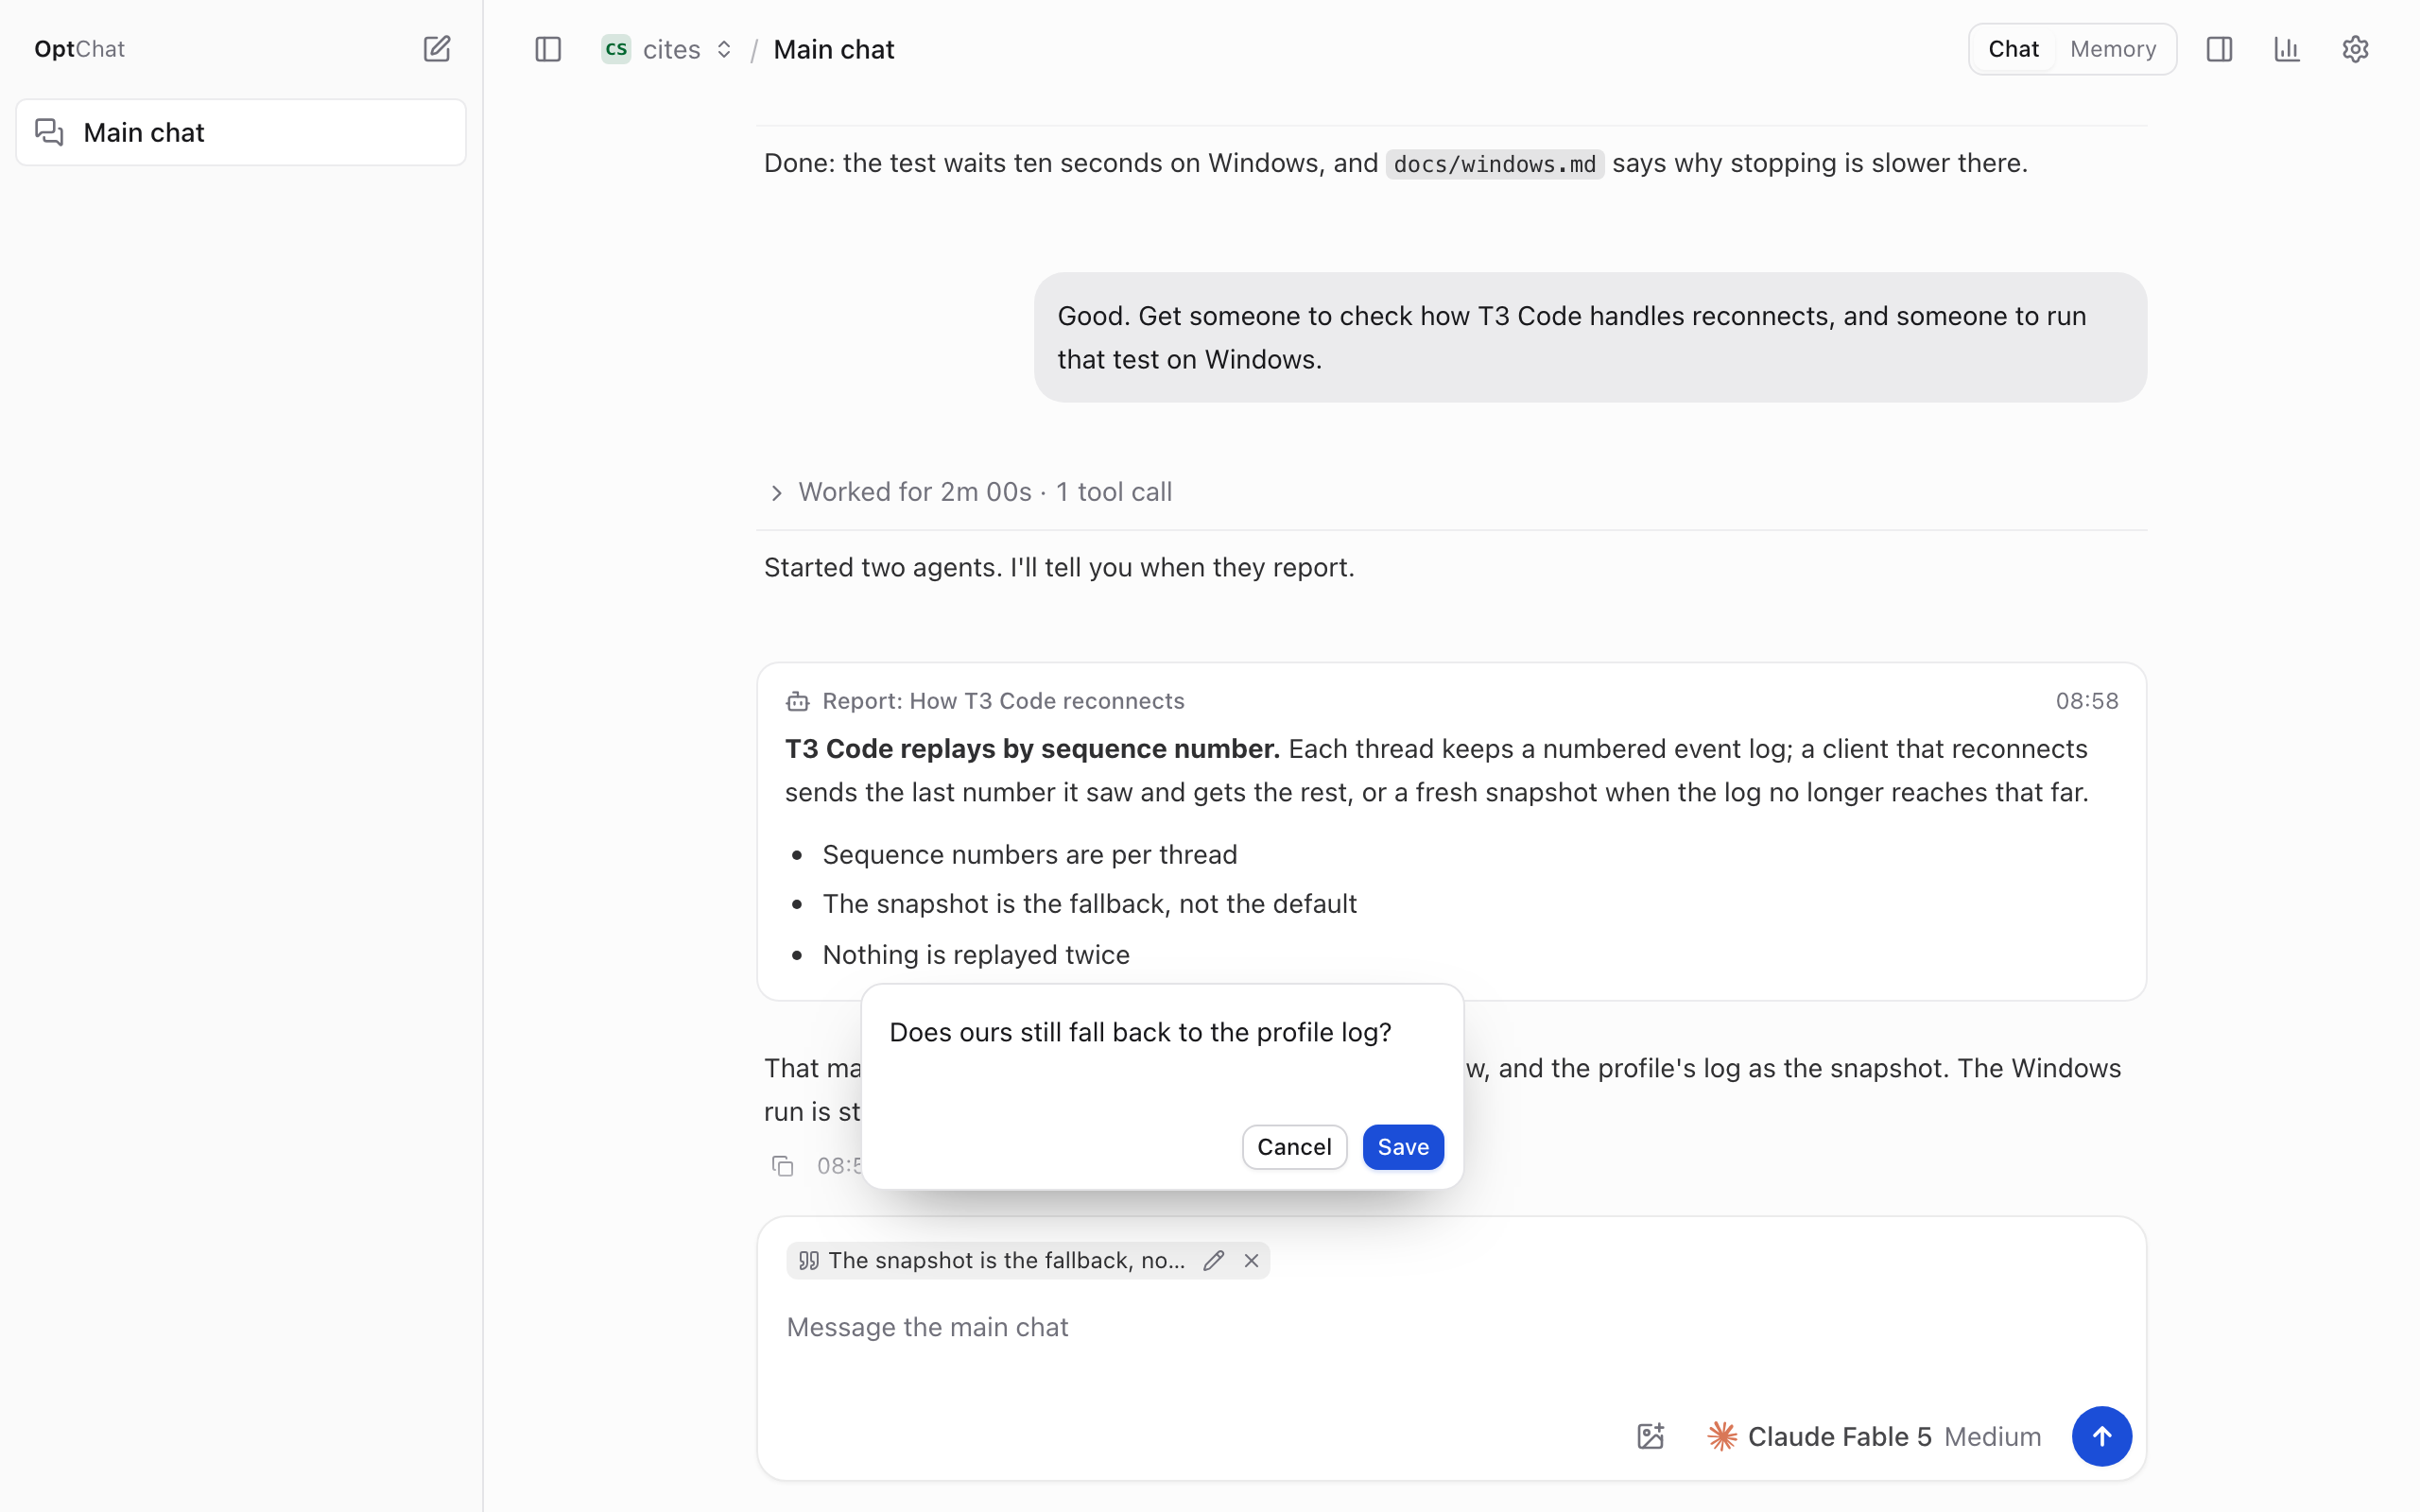 OptChat
CS cites / Main chat
Chat Memory
Main chat
Done: the test waits ten seconds on Windows, and docs/windows.md says why stopping is slower there.
Good. Get someone to check how T3 Code handles reconnects, and someone to run
that test on Windows.
Worked for 2m 00s · 1 tool call
Started two agents. I'll tell you when they report.
Report: How T3 Code reconnects 08:58
T3 Code replays by sequence number. Each thread keeps a numbered event log; a client that reconnects
sends the last number it saw and gets the rest, or a fresh snapshot when the log no longer reaches that far.
• Sequence numbers are per thread
• The snapshot is the fallback, not the default
• Nothing is replayed twice
Does ours still fall back to the profile log?
That , and the profile's log as the snapshot. The Windows
run is
Cancel Save
The snapshot is the fallback, no...
Message the main chat
Claude Fable 5 Medium